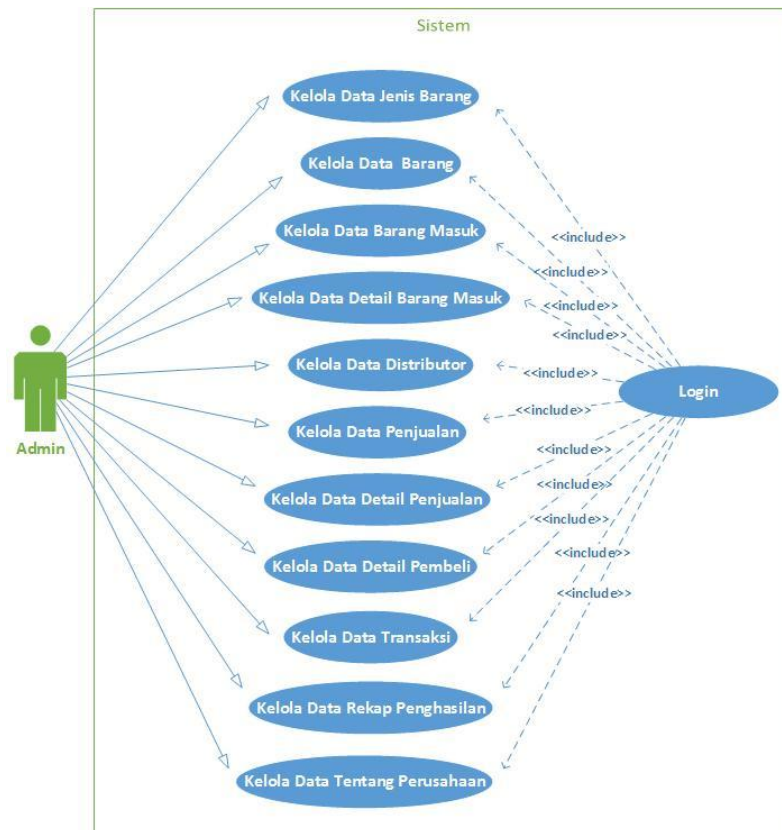 Sistem
Kelola Data Jenis Barang
Kelola Data Barang
Kelola Data Barang Masuk
<<include>>
<<include>>
Kelola Data Detail Barang Masuk
<<include>>
<<include>>
Kelola Data Distributor
<<include>>
Login
<<include>>
Kelola Data Penjualan
Admin
<<include>>
Kelola Data Detail Penjualan
<<include>>
<<include>>
Kelola Data Detail Pembeli
<<include>>
<<include>>
Kelola Data Transaksi
Kelola Data Rekap Penghasilan
Kelola Data Tentang Perusahaan